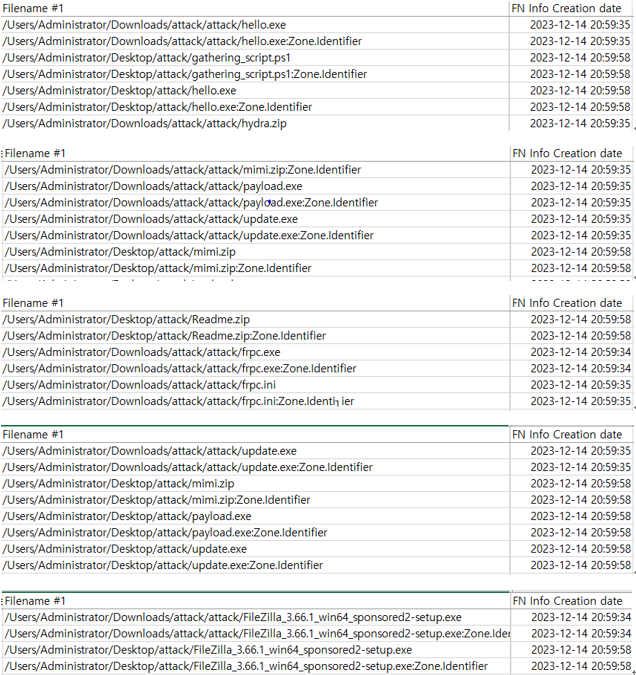 Filename #1 FN Info Creation date
/Users/Administrator/Downloads/attack/attack/hello.exe 2023-12-14 20:59:35
/Users/Administrator/Downloads/attack/attack/hello.exe:Zone.Identifier 2023-12-14 20:59:35
/Users/Administrator/Desktop/attack/gathering_script.ps1 2023-12-14 20:59:58
/Users/Administrator/Desktop/attack/gathering_script.ps1:Zone.Identifier 2023-12-14 20:59:58
/Users/Administrator/Desktop/attack/hello.exe 2023-12-14 20:59:58
/Users/Administrator/Desktop/attack/hello.exe:Zone.Identifier 2023-12-14 20:59:58
/Users/Administrator/Downloads/attack/attack/hydra.zip 2023-12-14 20:59:35
Filename #1 FN Info Creation date
/Users/Administrator/Downloads/attack/attack/mimi.zip:Zone.Identifier 2023-12-14 20:59:35
/Users/Administrator/Downloads/attack/attack/payload.exe 2023-12-14 20:59:35
/Users/Administrator/Downloads/attack/attack/payload.exe:Zone.Identifier 2023-12-14 20:59:35
/Users/Administrator/Downloads/attack/attack/update.exe 2023-12-14 20:59:35
/Users/Administrator/Downloads/attack/attack/update.exe:Zone.Identifier 2023-12-14 20:59:35
/Users/Administrator/Desktop/attack/mimi.zip 2023-12-14 20:59:58
/Users/Administrator/Desktop/attack/mimi.zip:Zone.Identifier 2023-12-14 20:59:58
Filename #1 FN Info Creation date
/Users/Administrator/Desktop/attack/Readme.zip 2023-12-14 20:59:58
/Users/Administrator/Desktop/attack/Readme.zip:Zone.Identifier 2023-12-14 20:59:58
/Users/Administrator/Downloads/attack/attack/frpc.exe 2023-12-14 20:59:34
/Users/Administrator/Downloads/attack/attack/frpc.exe:Zone.Identifier 2023-12-14 20:59:34
/Users/Administrator/Downloads/attack/attack/frpc.ini 2023-12-14 20:59:35
/Users/Administrator/Downloads/attack/attack/frpc.ini:Zone.Identifier 2023-12-14 20:59:35
Filename #1 FN Info Creation date
/Users/Administrator/Downloads/attack/attack/update.exe 2023-12-14 20:59:35
/Users/Administrator/Downloads/attack/attack/update.exe:Zone.Identifier 2023-12-14 20:59:35
/Users/Administrator/Desktop/attack/mimi.zip 2023-12-14 20:59:58
/Users/Administrator/Desktop/attack/mimi.zip:Zone.Identifier 2023-12-14 20:59:58
/Users/Administrator/Desktop/attack/payload.exe 2023-12-14 20:59:58
/Users/Administrator/Desktop/attack/payload.exe:Zone.Identifier 2023-12-14 20:59:58
/Users/Administrator/Desktop/attack/update.exe 2023-12-14 20:59:58
/Users/Administrator/Desktop/attack/update.exe:Zone.Identifier 2023-12-14 20:59:58
Filename #1 FN Info Creation date
/Users/Administrator/Downloads/attack/attack/FileZilla_3.66.1_win64_sponsored2-setup.exe 2023-12-14 20:59:34
/Users/Administrator/Downloads/attack/attack/FileZilla_3.66.1_win64_sponsored2-setup.exe:Zone.Ider 2023-12-14 20:59:34
/Users/Administrator/Desktop/attack/FileZilla_3.66.1_win64_sponsored2-setup.exe 2023-12-14 20:59:58
/Users/Administrator/Desktop/attack/FileZilla_3.66.1_win64_sponsored2-setup.exe:Zone.Identifier 2023-12-14 20:59:58